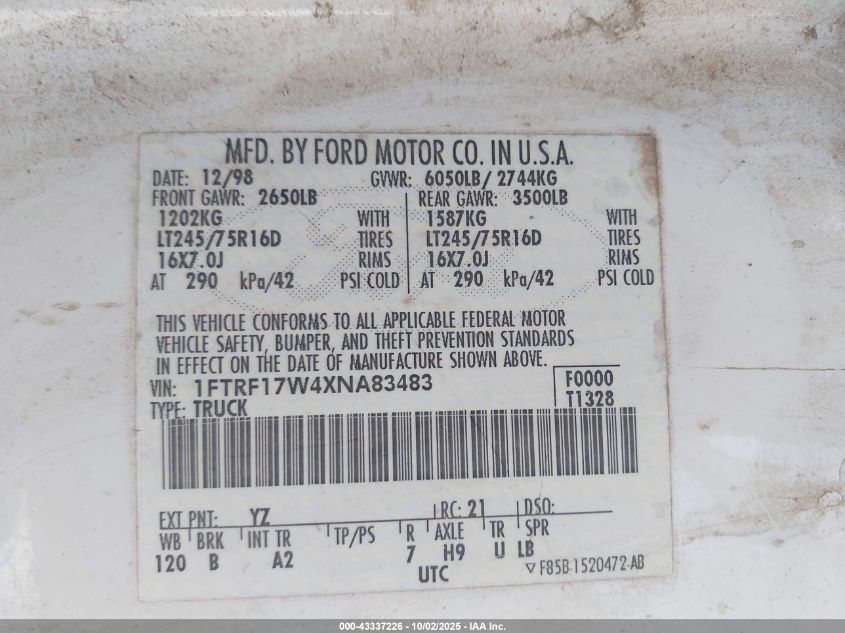 MFD. BY FORD MOTOR CO. IN U.S.A.
DATE: 12/98 GVWR: 6050LB/ 2744KG
FRONT GAWR: 2650LB REAR GAWR: 3500LB
1202KG WITH 1587KG WITH
LT245/75R16D TIRES LT245/75R16D TIRES
16X7.0J RIMS 16X7.0J RIMS
AT 290 kPa/42 PSI COLD AT 290 kPa/42 PSI COLD
THIS VEHICLE CONFORMS TO ALL APPLICABLE FEDERAL MOTOR
VEHICLE SAFETY, BUMPER, AND THEFT PREVENTION STANDARDS
IN EFFECT ON THE DATE OF MANUFACTURE SHOWN ABOVE.
VIN: 1FTRF17W4XNA83483 F0000
TYPE: TRUCK T1328
EXT PNT: YZ RC: 21 DSO:
WB BRK INT TR TP/PS R AXLE TR SPR
120 B A2 7 H9 U LB
UTC ▽ F85B-1520472-AB
000-43337226 - 10/02/2025 - IAA Inc.